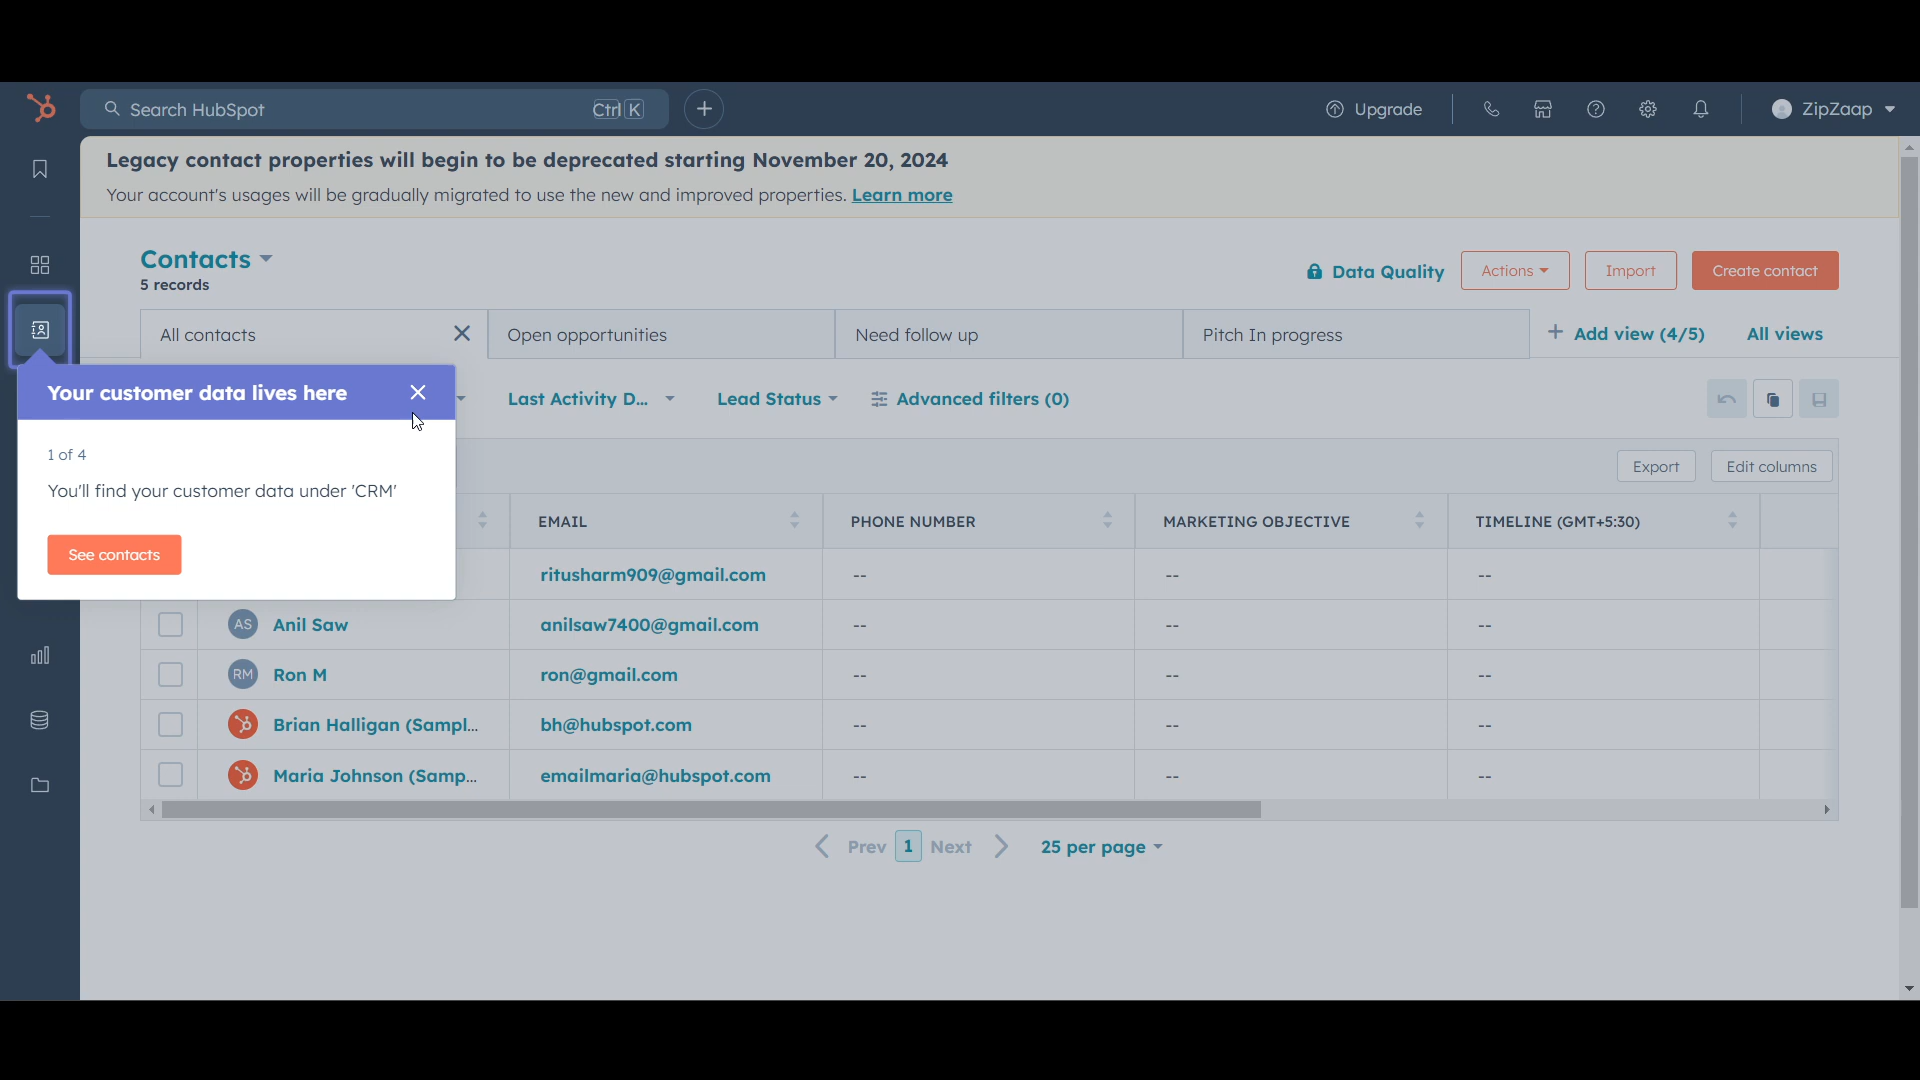 Search HubSpot Ctrl K
Upgrade
ZipZaap
Legacy contact properties will begin to be deprecated starting November 20, 2024
Your account's usages will be gradually migrated to use the new and improved properties. Learn more
Contacts
5 records
Data Quality
Actions
Import
Create contact
All contacts
Open opportunities
Need follow up
Pitch In progress
Add view (4/5)
All views
Your customer data lives here
1 of 4
You'll find your customer data under 'CRM'
See contacts
Last Activity D...
Lead Status
Advanced filters (0)
Export
Edit columns
EMAIL
PHONE NUMBER
MARKETING OBJECTIVE
TIMELINE (GMT+5:30)
ritusharm909@gmail.com -- -- --
AS Anil Saw anilsaw7400@gmail.com -- -- --
RM Ron M ron@gmail.com -- -- --
Brian Halligan (Sampl... bh@hubspot.com -- -- --
Maria Johnson (Samp... emailmaria@hubspot.com -- -- --
Prev 1 Next 25 per page